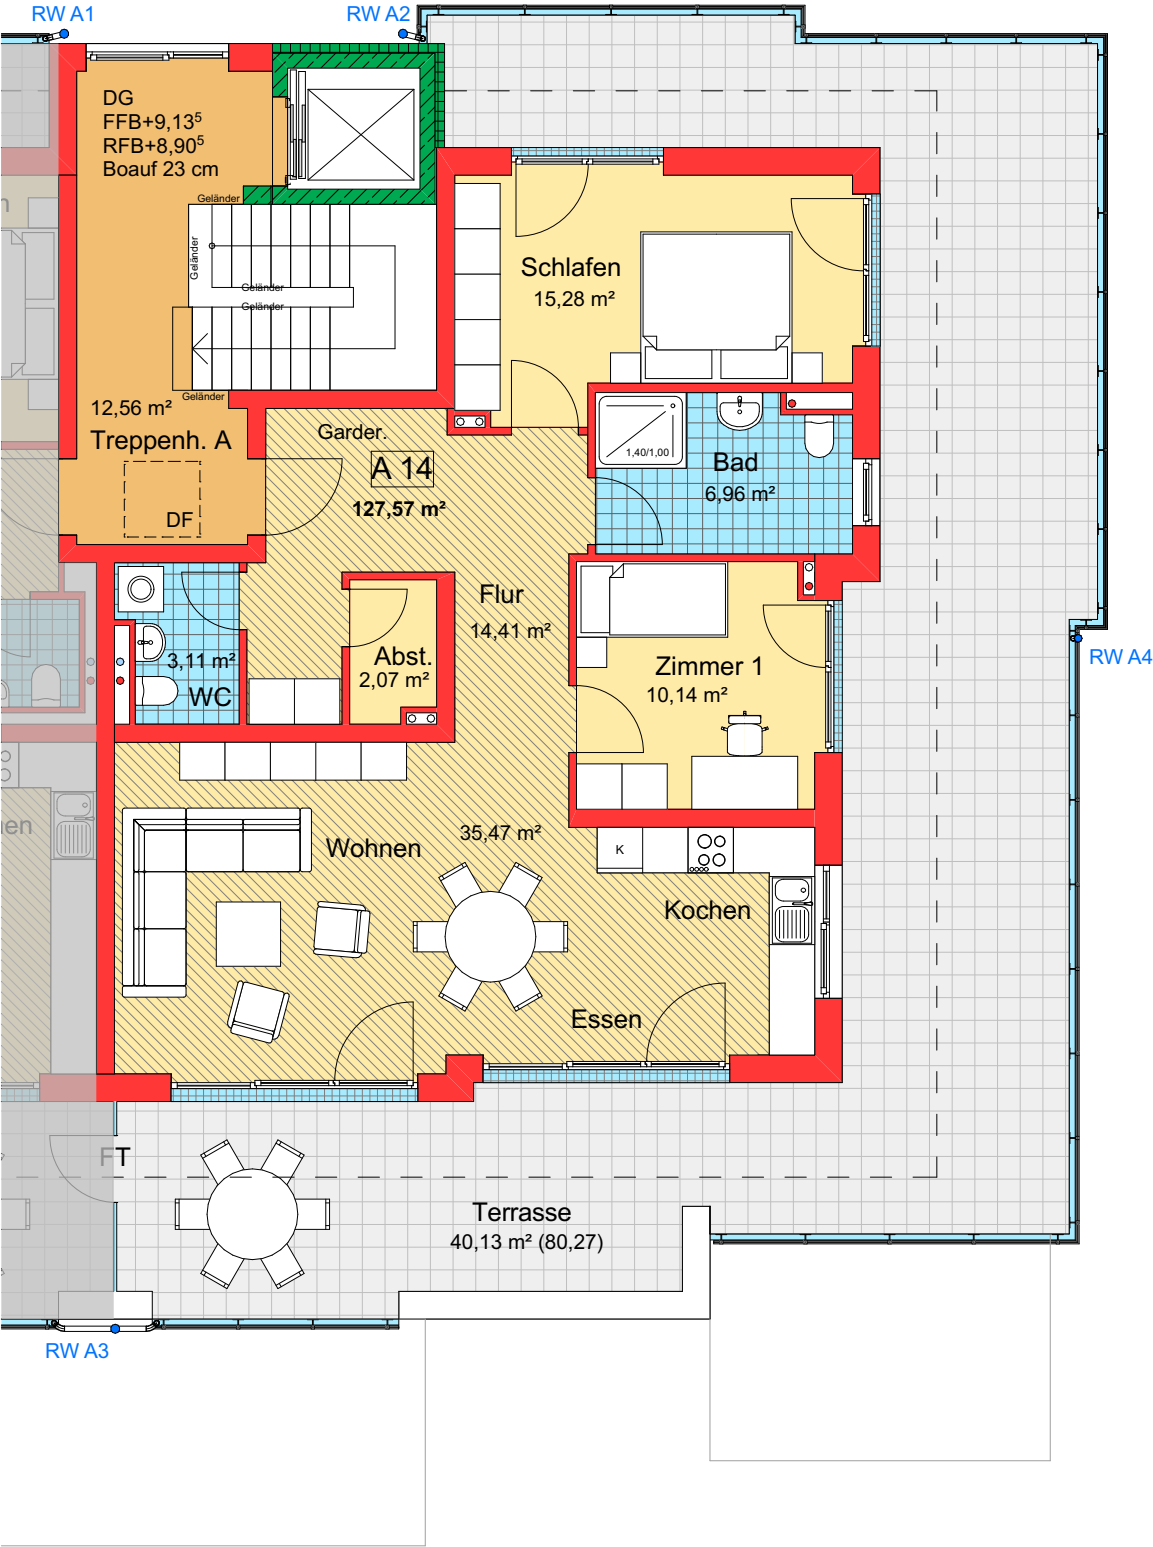 RW A1
RW A2
DG
FFB+9,13⁵
RFB+8,90⁵
Boauf 23 cm
Geländer
Geländer
Geländer
Geländer
Geländer
Schlafen
15,28 m²
12,56 m²
Treppenh. A
DF
Garder.
A 14
127,57 m²
1,40/1,00
Bad
6,96 m²
Flur
14,41 m²
3,11 m²
WC
Abst.
2,07 m²
Zimmer 1
10,14 m²
RW A4
Wohnen
35,47 m²
K
Kochen
Essen
FT
Terrasse
40,13 m² (80,27)
RW A3